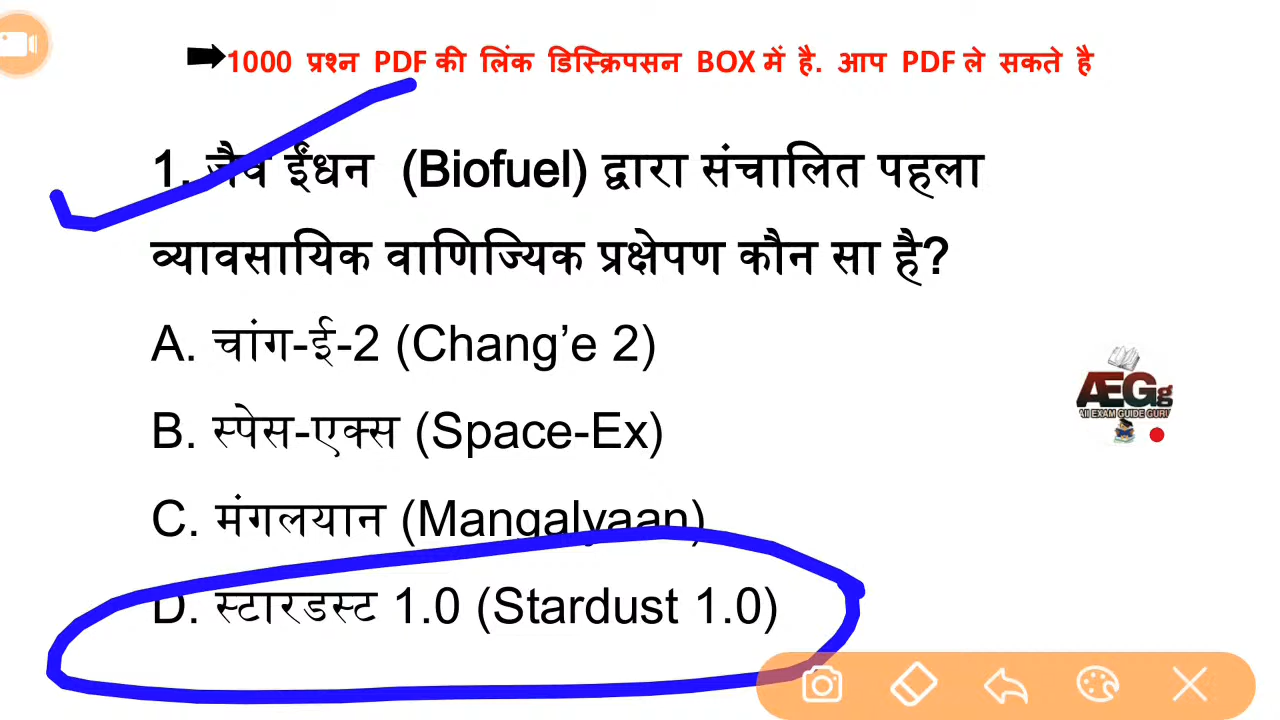 1000 प्रश्न PDF की लिंक डिस्क्रिपसन BOX में है. आप PDF ले सकते है
1. जैव ईंधन (Biofuel) द्वारा संचालित पहला
व्यावसायिक वाणिज्यिक प्रक्षेपण कौन सा है?
A. चांग-ई-2 (Chang’e 2)
B. स्पेस-एक्स (Space-Ex)
C. मंगलयान (Mangalyaan)
D. स्टारडस्ट 1.0 (Stardust 1.0)
ÆGg
All EXAM GUIDE GURU